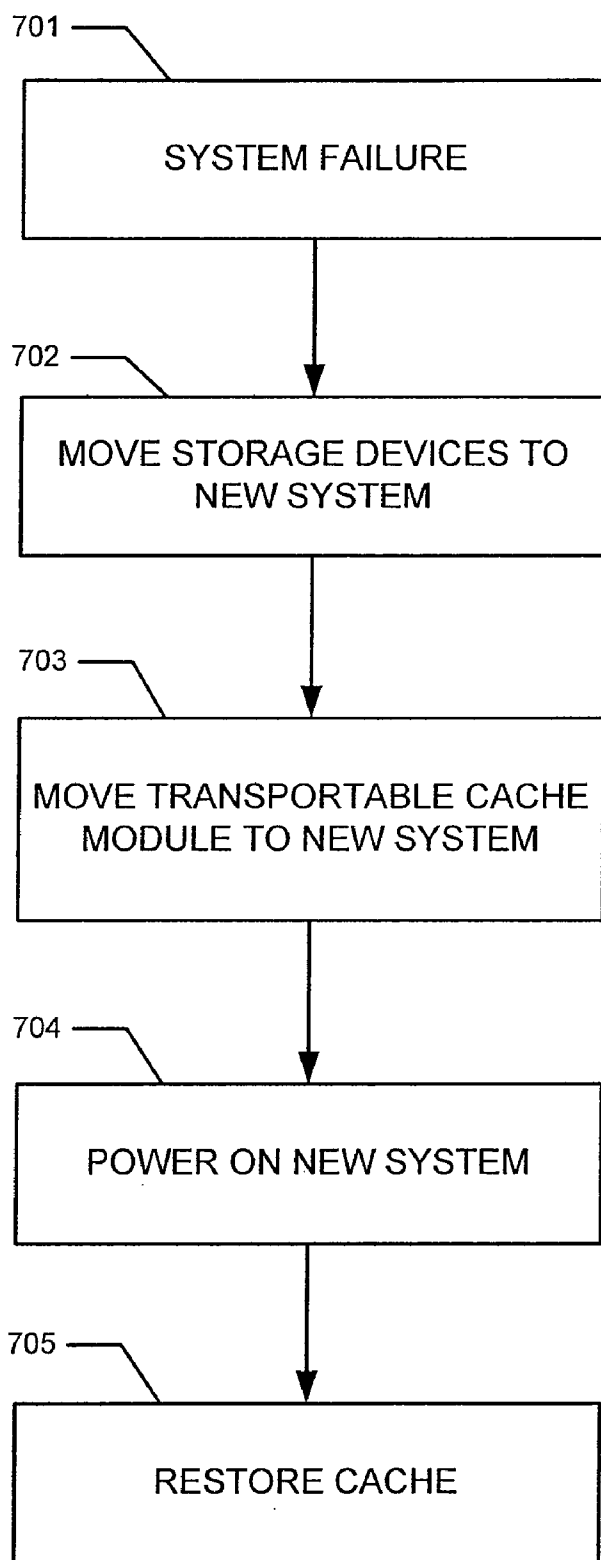 701
SYSTEM FAILURE
702
MOVE STORAGE DEVICES TO
NEW SYSTEM
703
MOVE TRANSPORTABLE CACHE
MODULE TO NEW SYSTEM
704
POWER ON NEW SYSTEM
705
RESTORE CACHE